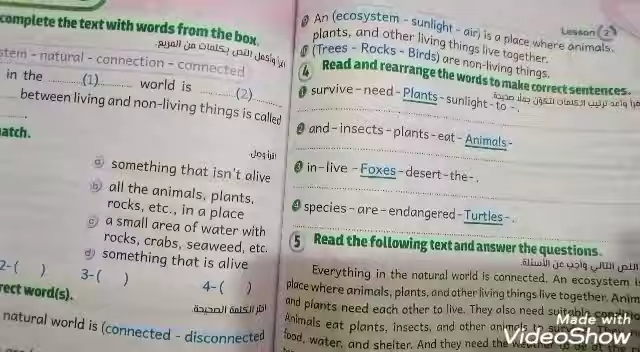 complete the text with words from the box.
اقرأ وأكمل النص بكلمات من المربع.
stem - natural - connection - connected
in the ...(1)... world is ...(2)...
between living and non-living things is called
atch.
اقرأ وصل
a something that isn't alive
b all the animals, plants,
rocks, etc., in a place
c a small area of water with
rocks, crabs, seaweed, etc.
d something that is alive
2-( ) 3-( ) 4-( )
rect word(s).
اختر الكلمة الصحيحة
natural world is (connected - disconnected
Lesson 2
An (ecosystem - sunlight - air) is a place where animals,
plants, and other living things live together.
(Trees - Rocks - Birds) are non-living things.
4 Read and rearrange the words to make correct sentences.
اقرأ وأعد ترتيب الكلمات لتكون جملا صحيحة
1 survive - need - Plants - sunlight - to - .
2 and - insects - plants - eat - Animals -
3 in - live - Foxes - desert - the - .
4 species - are - endangered - Turtles - .
5 Read the following text and answer the questions.
النص التالي وأجب عن الأسئلة
Everything in the natural world is connected. An ecosystem is
place where animals, plants, and other living things live together. Anim
and plants need each other to live. They also need suitable
Animals eat plants, insects, and other animals
food, water, and shelter. And they need the
Made with
VideoShow